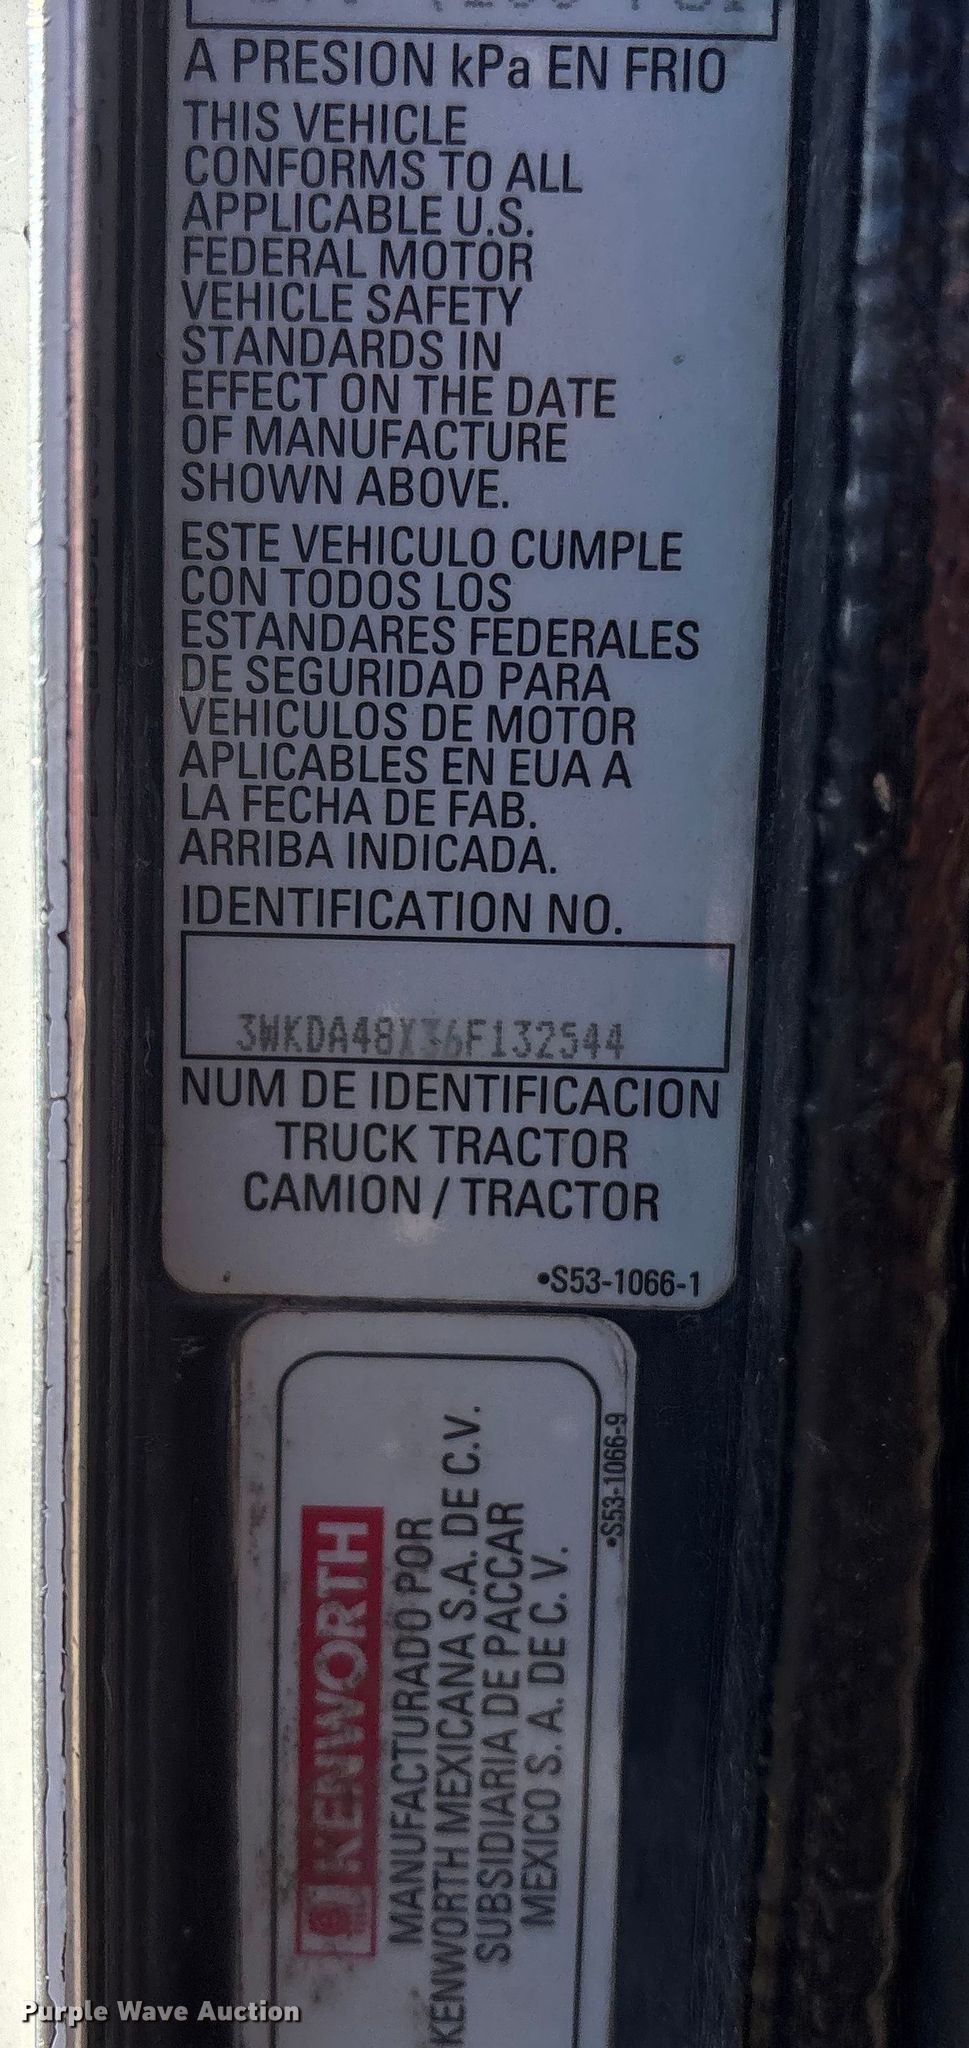 A PRESION kPa EN FRIO
THIS VEHICLE
CONFORMS TO ALL
APPLICABLE U.S.
FEDERAL MOTOR
VEHICLE SAFETY
STANDARDS IN
EFFECT ON THE DATE
OF MANUFACTURE
SHOWN ABOVE.
ESTE VEHICULO CUMPLE
CON TODOS LOS
ESTANDARES FEDERALES
DE SEGURIDAD PARA
VEHICULOS DE MOTOR
APLICABLES EN EUA A
LA FECHA DE FAB.
ARRIBA INDICADA.
IDENTIFICATION NO.
3WKDA48X36F132544
NUM DE IDENTIFICACION
TRUCK TRACTOR
CAMION / TRACTOR
•S53-1066-1
KENWORTH
MANUFACTURADO POR
KENWORTH MEXICANA S.A. DE C.V.
SUBSIDIARIA DE PACCAR
MEXICO S. A. DE C. V.
•S53-1066-9
Purple Wave Auction